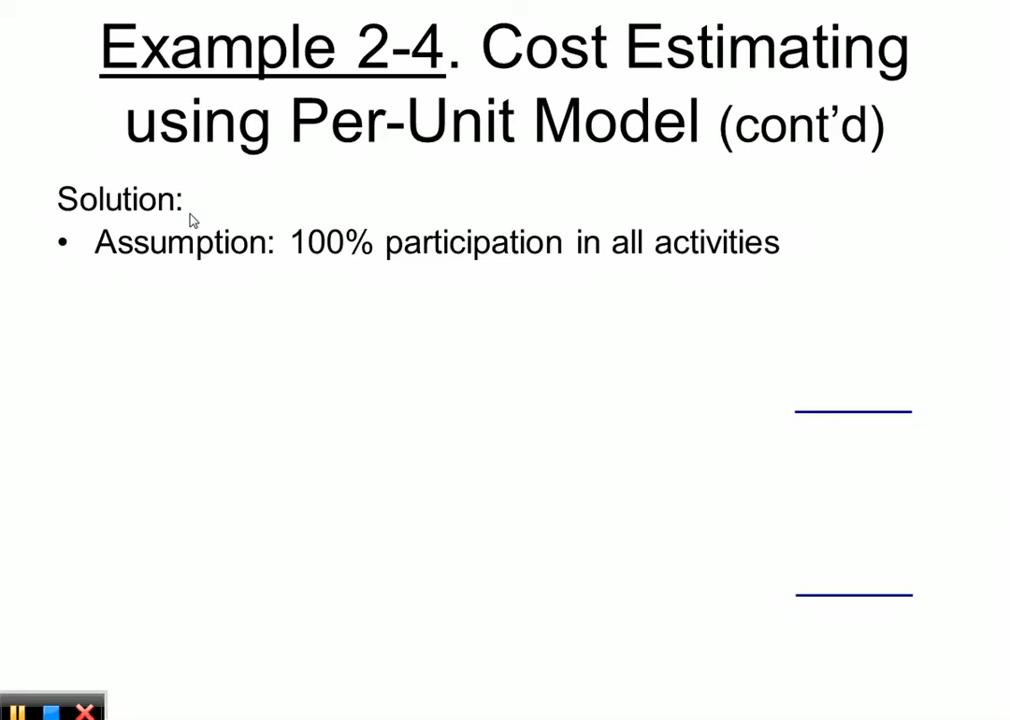 Example 2-4. Cost Estimating
using Per-Unit Model (cont’d)
Solution:
• Assumption: 100% participation in all activities